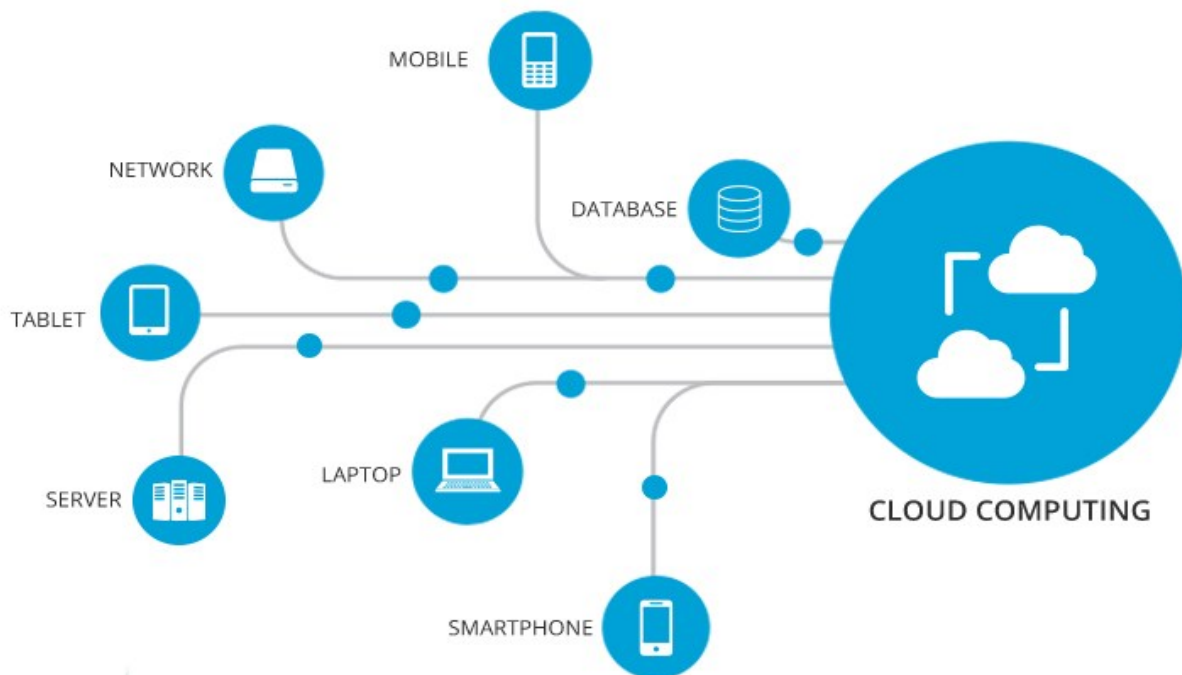 MOBILE
NETWORK
DATABASE
TABLET
LAPTOP
SERVER
CLOUD COMPUTING
SMARTPHONE